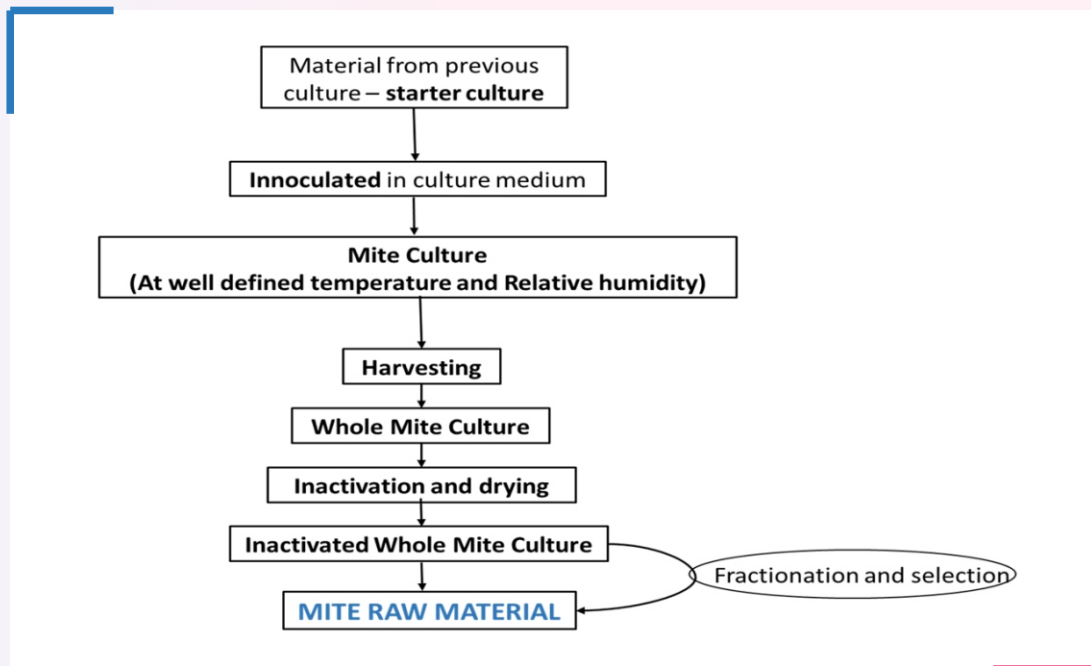 Material from previous
culture – starter culture
Innoculated in culture medium
Mite Culture
(At well defined temperature and Relative humidity)
Harvesting
Whole Mite Culture
Inactivation and drying
Inactivated Whole Mite Culture
Fractionation and selection
MITE RAW MATERIAL